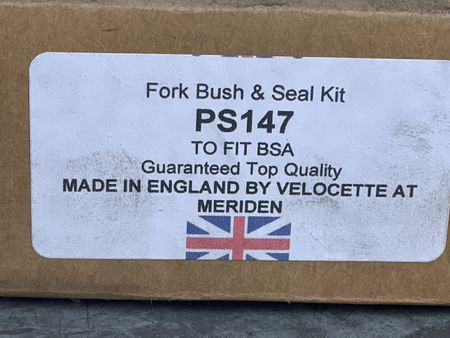 Fork Bush & Seal Kit
PS147
TO FIT BSA
Guaranteed Top Quality
MADE IN ENGLAND BY VELOCETTE AT
MERIDEN